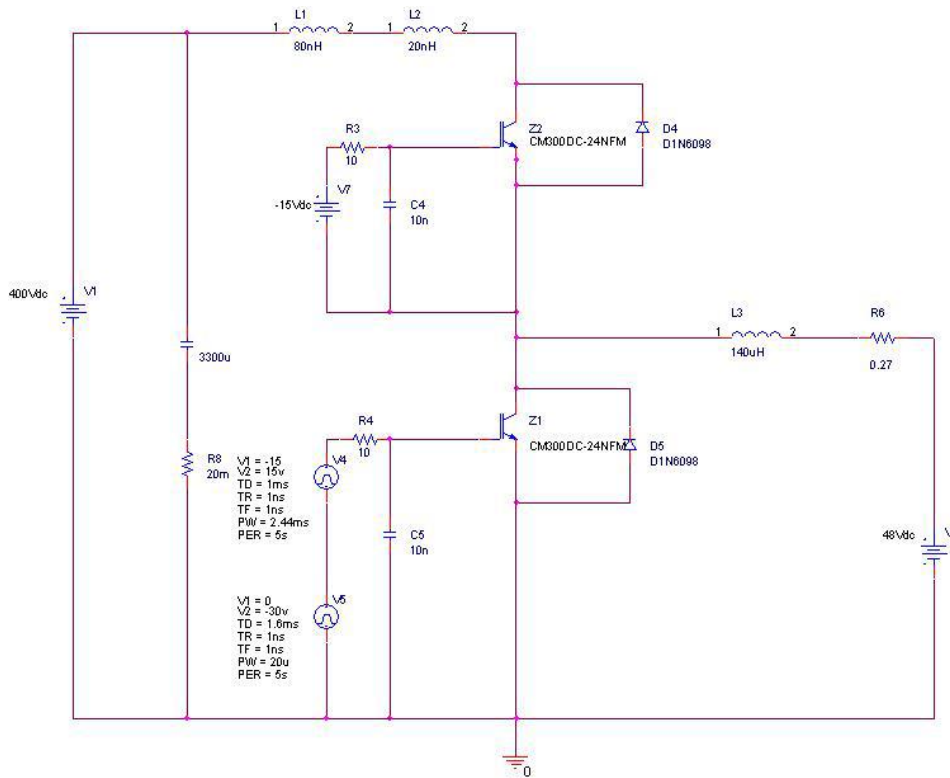 L1
1 2
80nH
L2
1 2
20nH
R3
10
V7
-15Vdc
C4
10n
Z2
CM300DC-24NFM
D4
D1N6098
400Vdc
V1
3300u
R8
20m
L3
1 2
140uH
R6
0.27
R4
10
Z1
CM300DC-24NFM
D5
D1N6098
V4
V1 = -15
V2 = 15v
TD = 1ms
TR = 1ns
TF = 1ns
PW = 2.44ms
PER = 5s
C5
10n
V5
V1 = 0
V2 = -30v
TD = 1.6ms
TR = 1ns
TF = 1ns
PW = 20u
PER = 5s
48Vdc
V
0